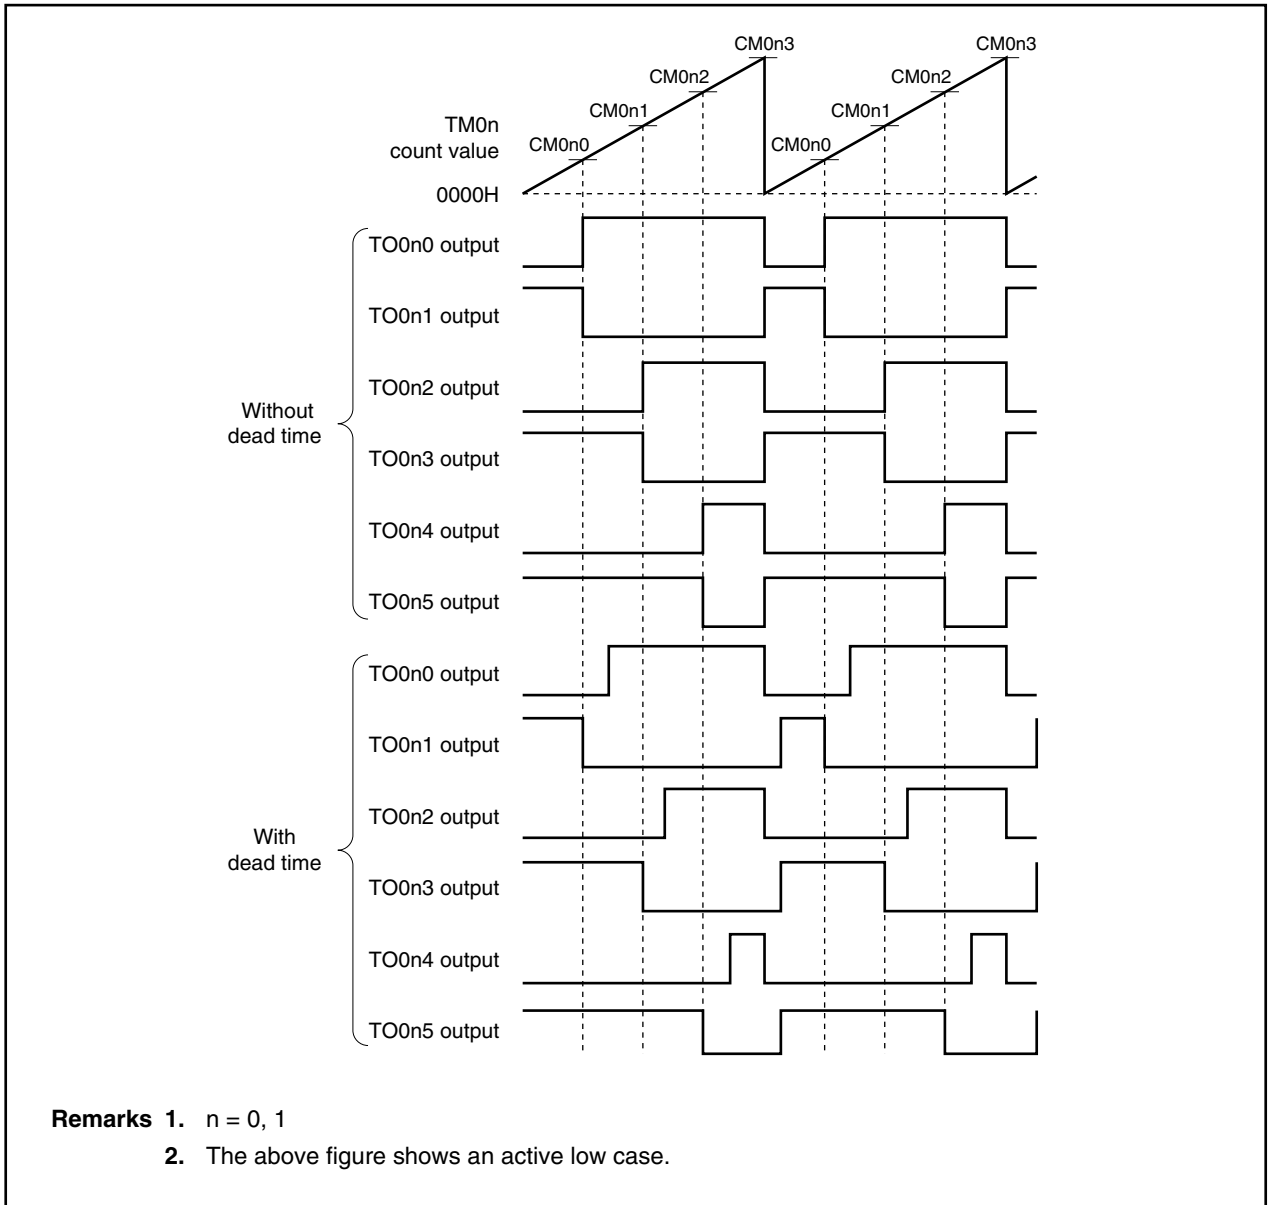 CM0n3
CM0n3
CM0n2
CM0n2
CM0n1
CM0n1
TM0n
count value
CM0n0
CM0n0
0000H
TO0n0 output
TO0n1 output
TO0n2 output
Without
dead time
TO0n3 output
TO0n4 output
TO0n5 output
TO0n0 output
TO0n1 output
TO0n2 output
With
dead time
TO0n3 output
TO0n4 output
TO0n5 output
Remarks 1. n = 0, 1
2. The above figure shows an active low case.